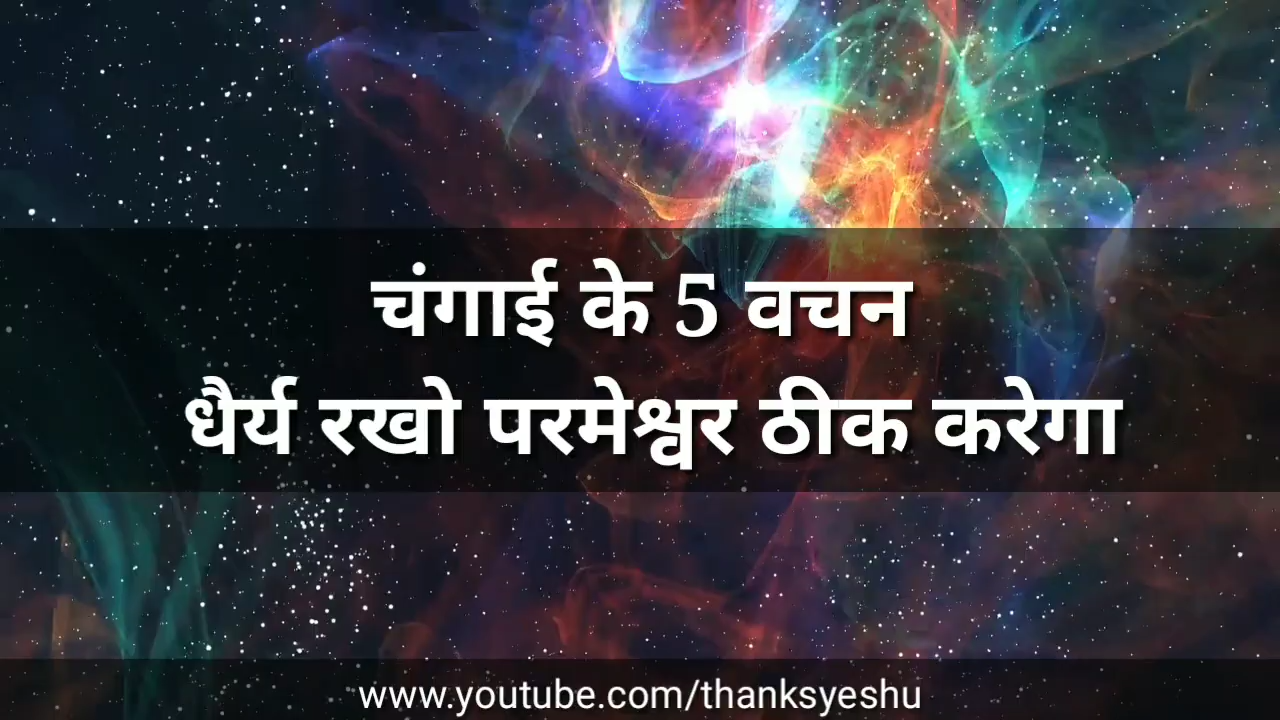 चंगाई के 5 वचन
धैर्य रखो परमेश्वर ठीक करेगा
www.youtube.com/thanksyeshu